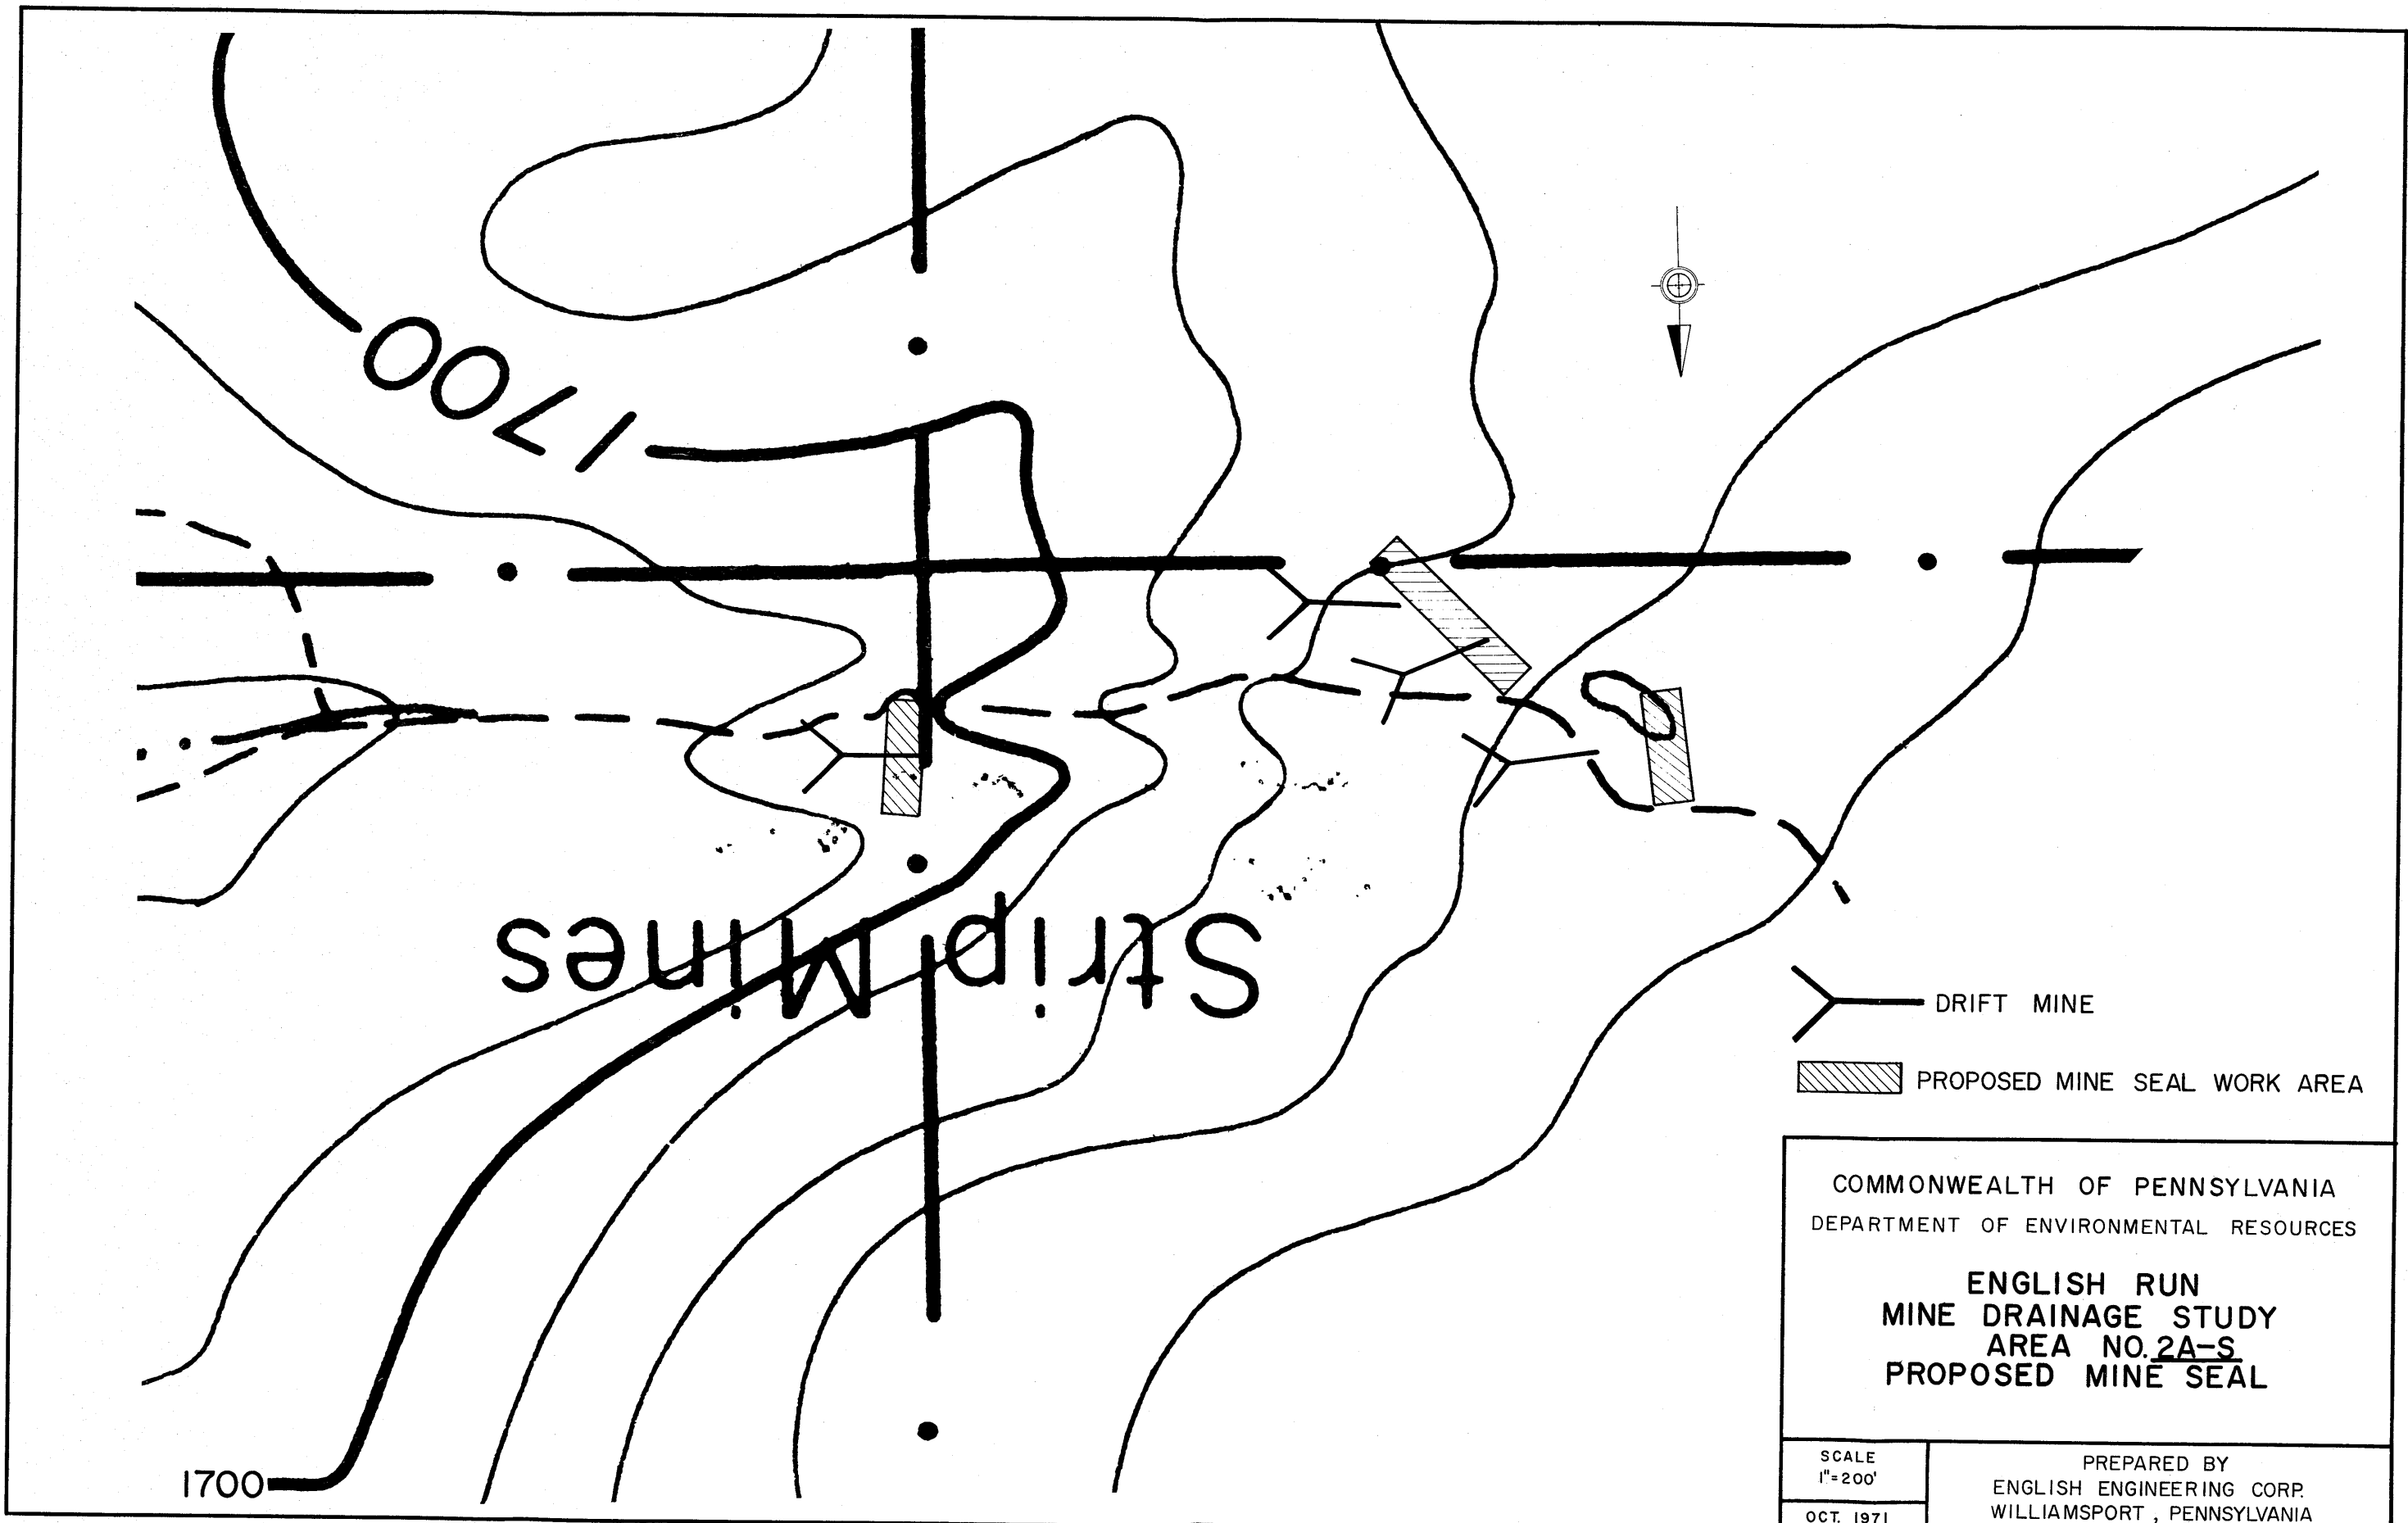 1700
Strip Mines
1700
DRIFT MINE
PROPOSED MINE SEAL WORK AREA
COMMONWEALTH OF PENNSYLVANIA
DEPARTMENT OF ENVIRONMENTAL RESOURCES
ENGLISH RUN
MINE DRAINAGE STUDY
AREA NO. 2A-S
PROPOSED MINE SEAL
SCALE
1"=200'
OCT. 1971
PREPARED BY
ENGLISH ENGINEERING CORP.
WILLIAMSPORT, PENNSYLVANIA